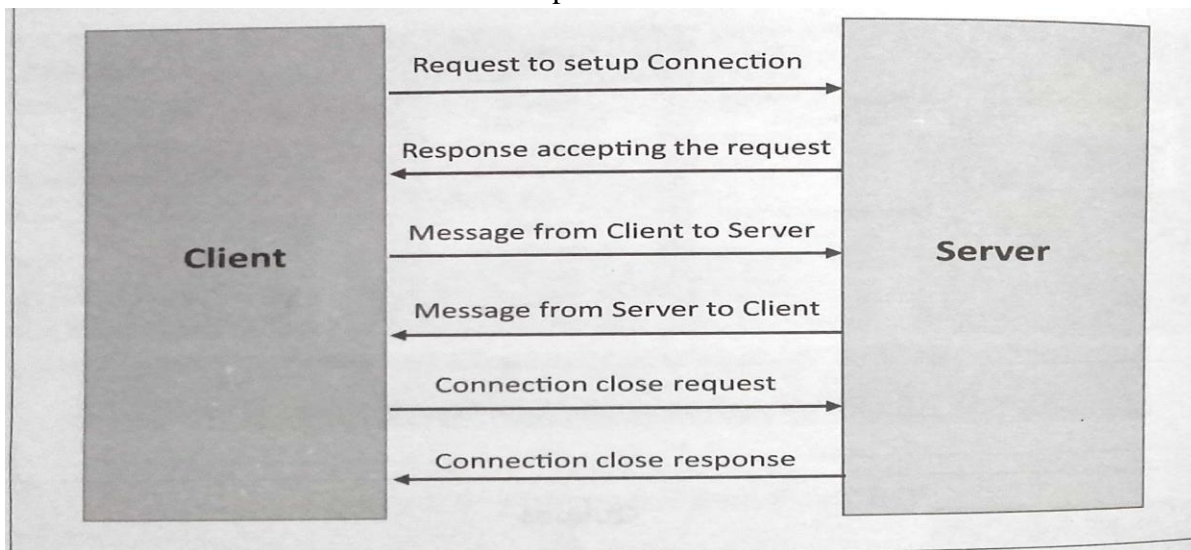 Request to setup Connection
Response accepting the request
Message from Client to Server
Client
Server
Message from Server to Client
Connection close request
Connection close response